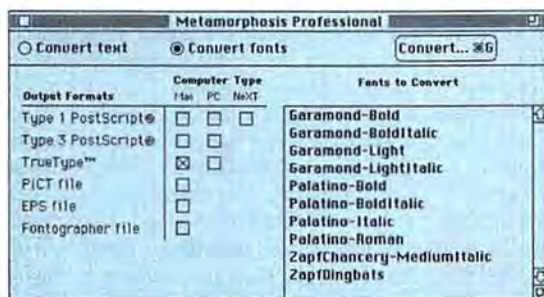 Metamorphosis Professional
Convert text Convert fonts Convert... ⌘G
Computer Type
Output Formats Mac PC NeXT
Type 1 PostScript®
Type 3 PostScript®
TrueType™
PICT file
EPS file
Fontographer file
Fonts to Convert
Garamond-Bold
Garamond-BoldItalic
Garamond-Light
Garamond-LightItalic
Palatino-Bold
Palatino-BoldItalic
Palatino-Italic
Palatino-Roman
ZapfChancery-MediumItalic
ZapfDingbats